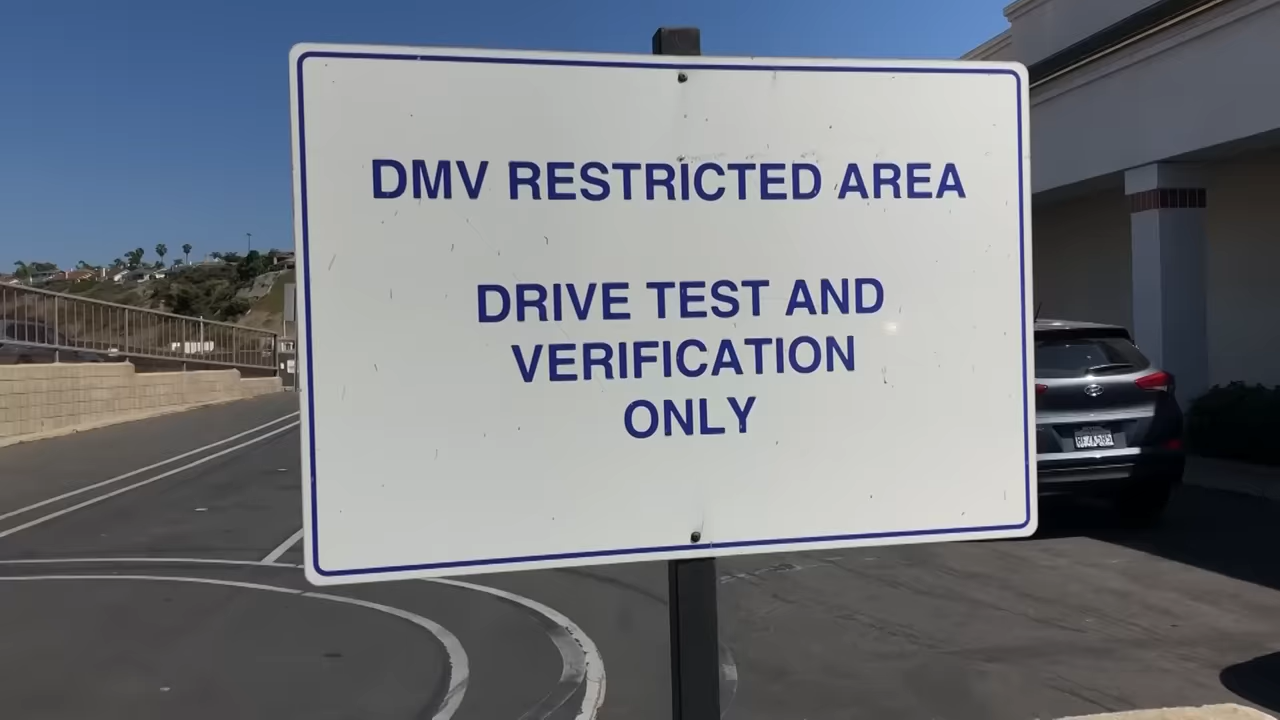 DMV RESTRICTED AREA
DRIVE TEST AND
VERIFICATION
ONLY